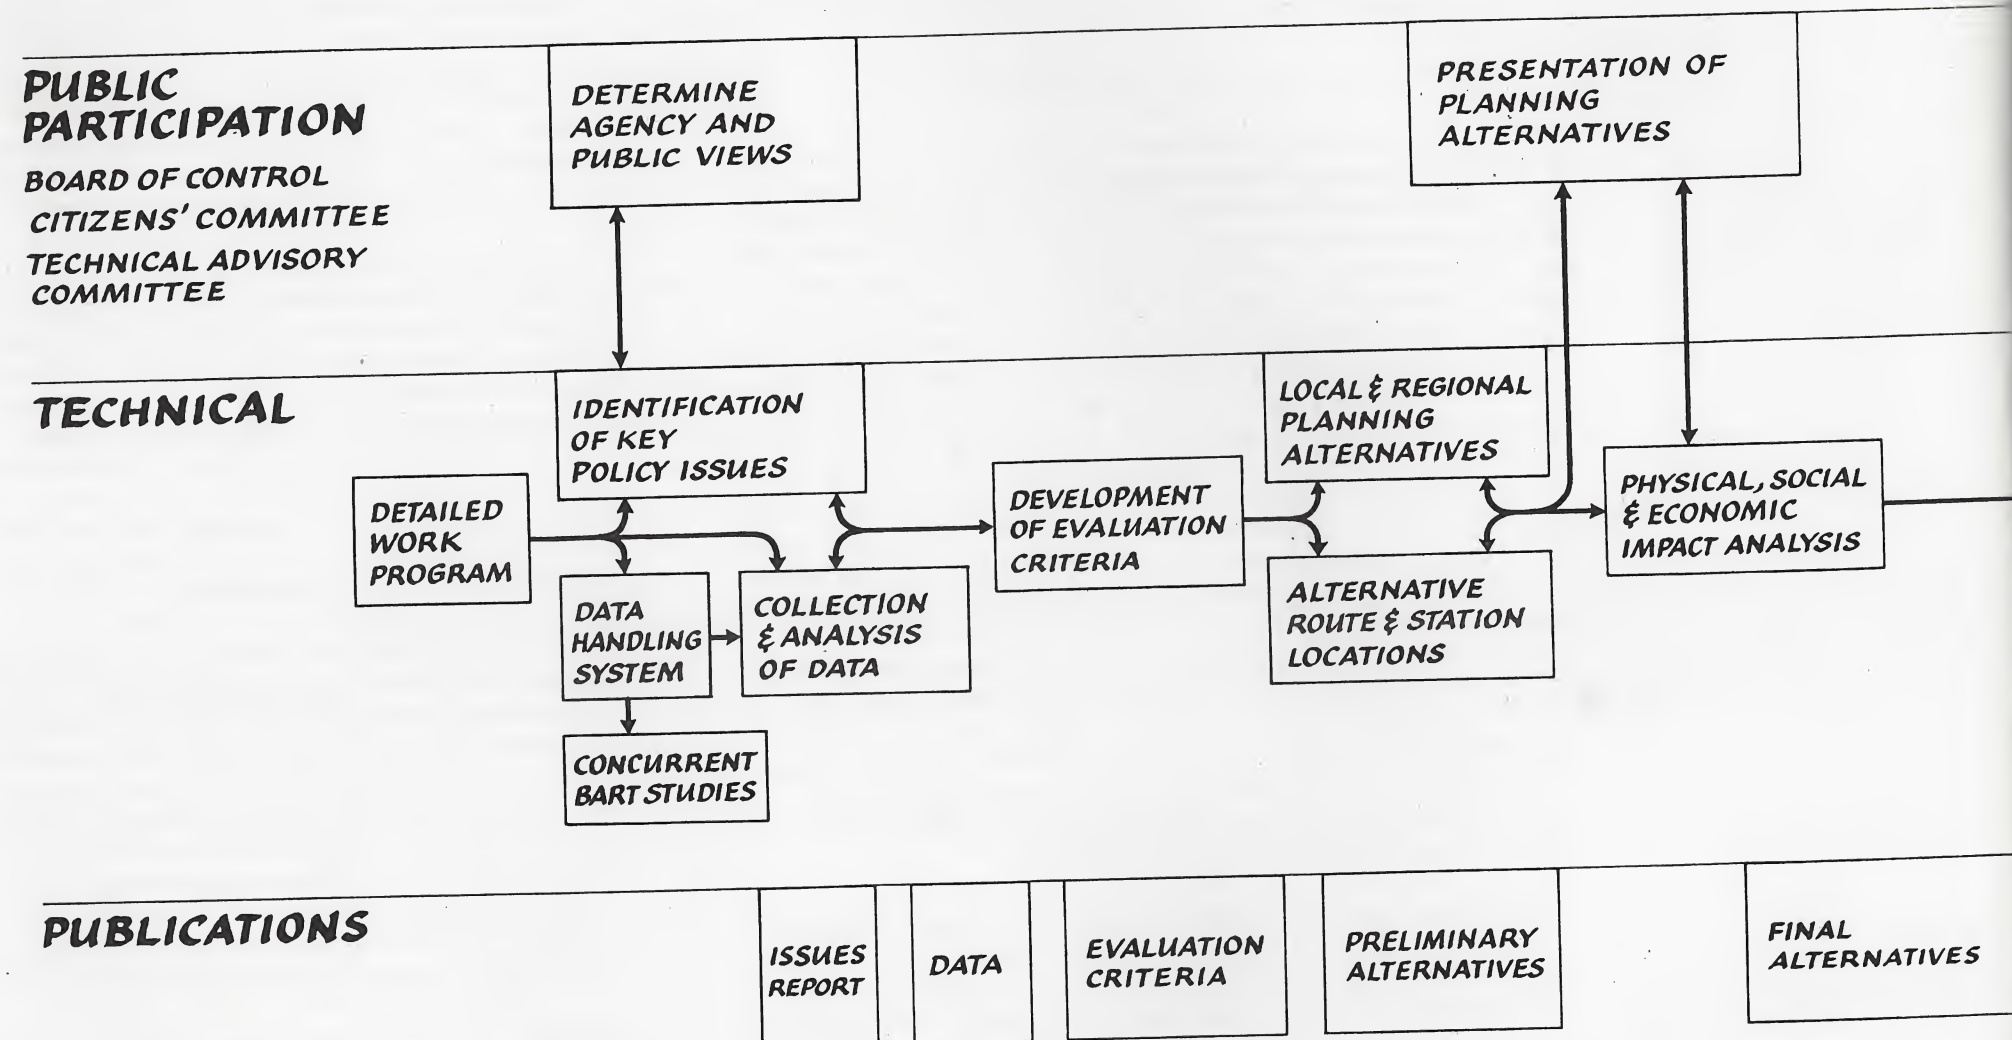 PUBLIC
PARTICIPATION
BOARD OF CONTROL
CITIZENS' COMMITTEE
TECHNICAL ADVISORY
COMMITTEE
DETERMINE
AGENCY AND
PUBLIC VIEWS
PRESENTATION OF
PLANNING
ALTERNATIVES
TECHNICAL
DETAILED
WORK
PROGRAM
IDENTIFICATION
OF KEY
POLICY ISSUES
DATA
HANDLING
SYSTEM
COLLECTION
& ANALYSIS
OF DATA
CONCURRENT
BART STUDIES
DEVELOPMENT
OF EVALUATION
CRITERIA
LOCAL & REGIONAL
PLANNING
ALTERNATIVES
ALTERNATIVE
ROUTE & STATION
LOCATIONS
PHYSICAL, SOCIAL
& ECONOMIC
IMPACT ANALYSIS
PUBLICATIONS
ISSUES
REPORT
DATA
EVALUATION
CRITERIA
PRELIMINARY
ALTERNATIVES
FINAL
ALTERNATIVES